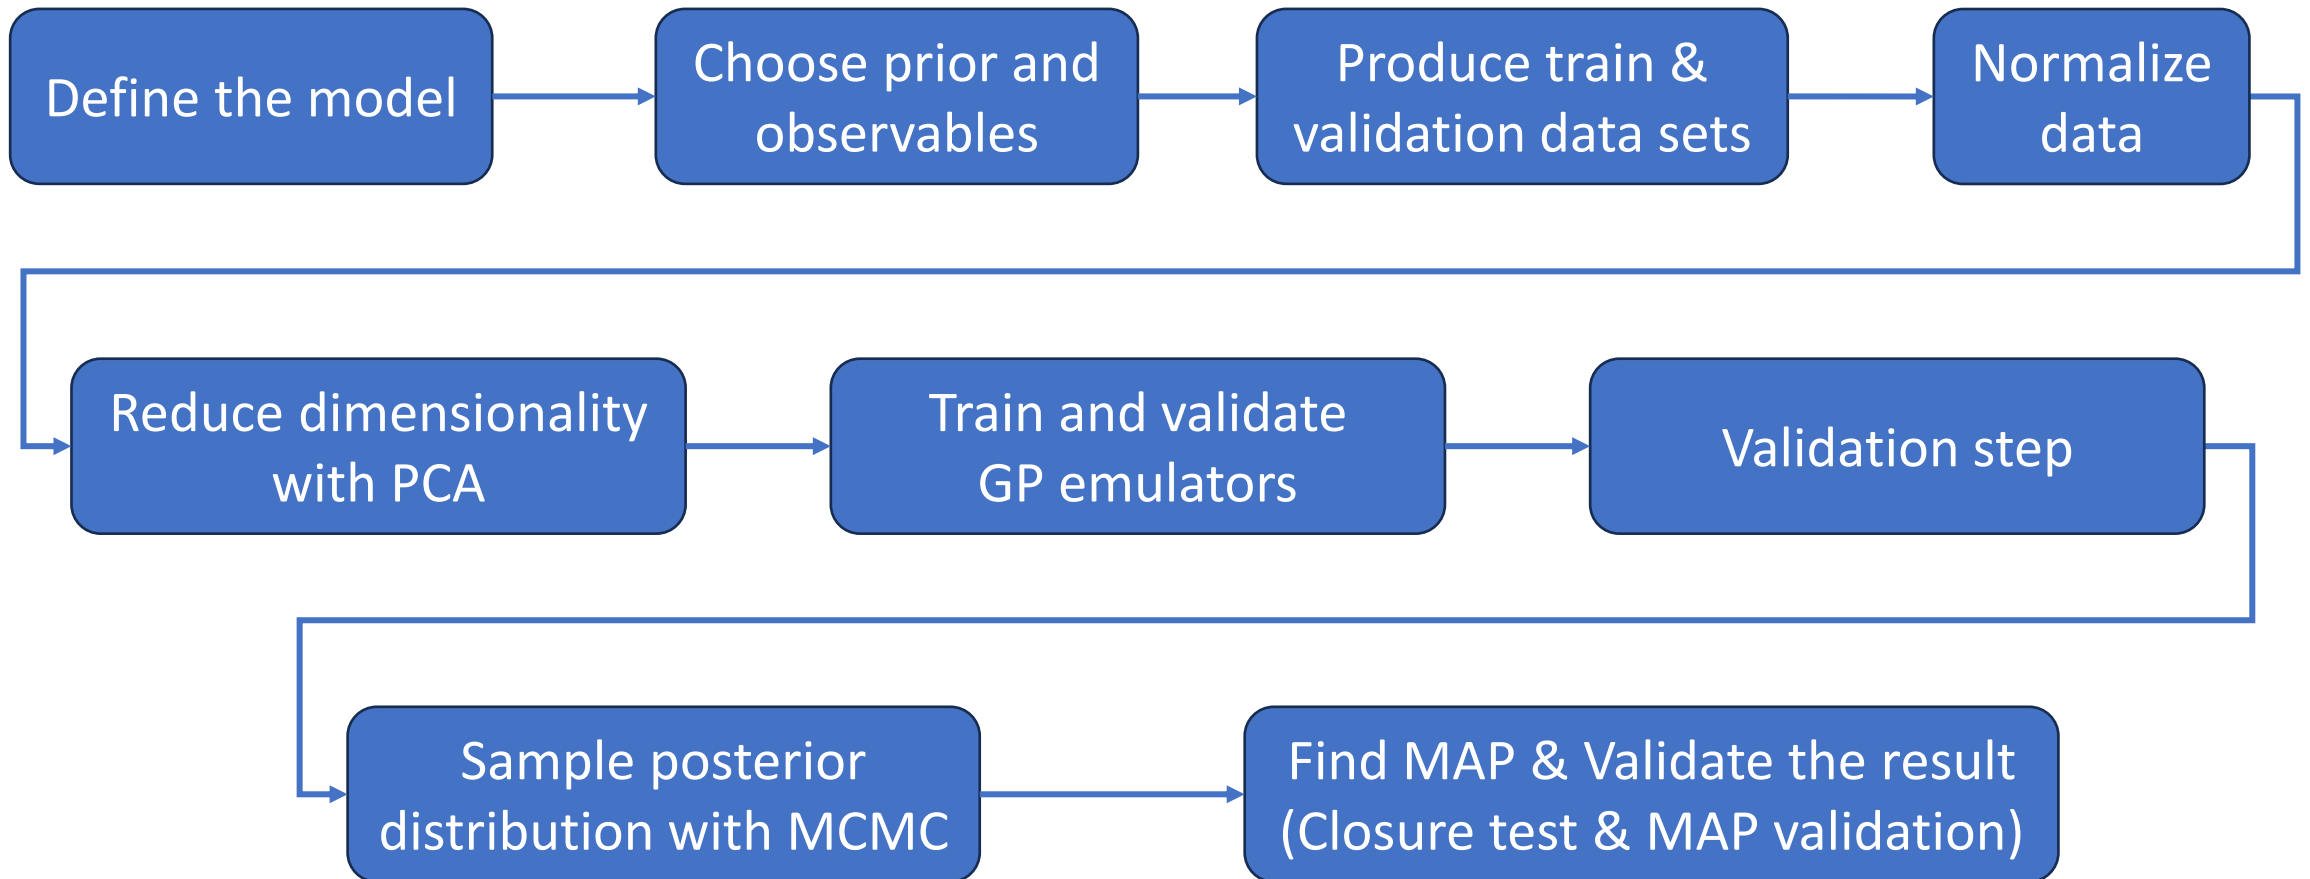 Define the model
Choose prior and
observables
Produce train &
validation data sets
Normalize
data
Reduce dimensionality
with PCA
Train and validate
GP emulators
Validation step
Sample posterior
distribution with MCMC
Find MAP & Validate the result
(Closure test & MAP validation)